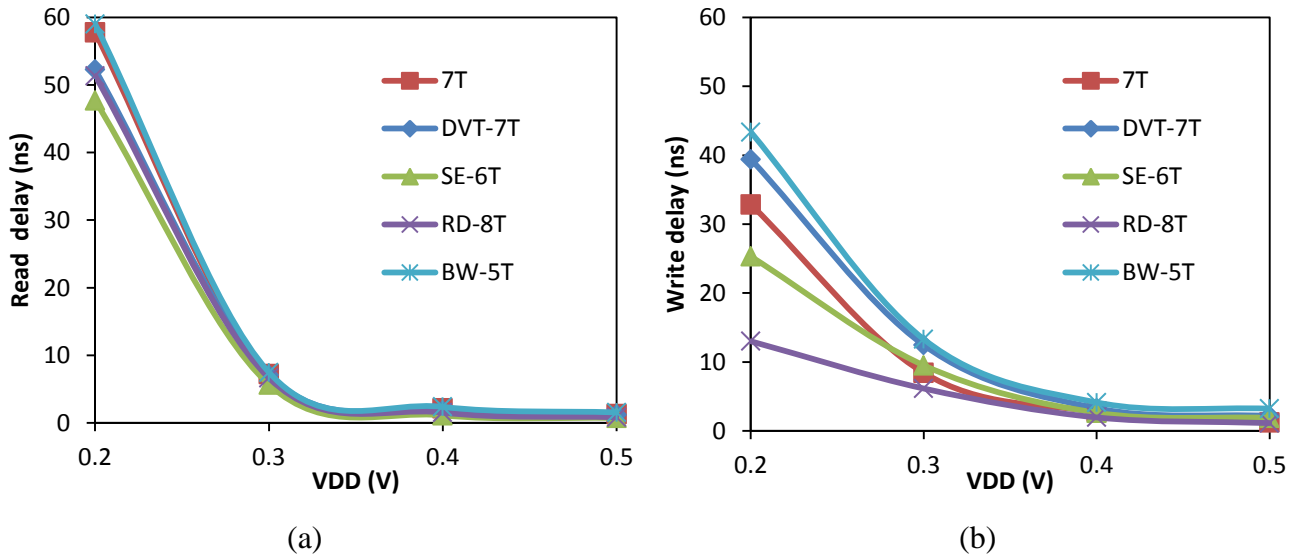 60
50
40
30
20
10
0
0.2
0.3
0.4
0.5
Read delay (ns)
VDD (V)
7T
DVT-7T
SE-6T
RD-8T
BW-5T
(a)
60
50
40
30
20
10
0
0.2
0.3
0.4
0.5
Write delay (ns)
VDD (V)
7T
DVT-7T
SE-6T
RD-8T
BW-5T
(b)